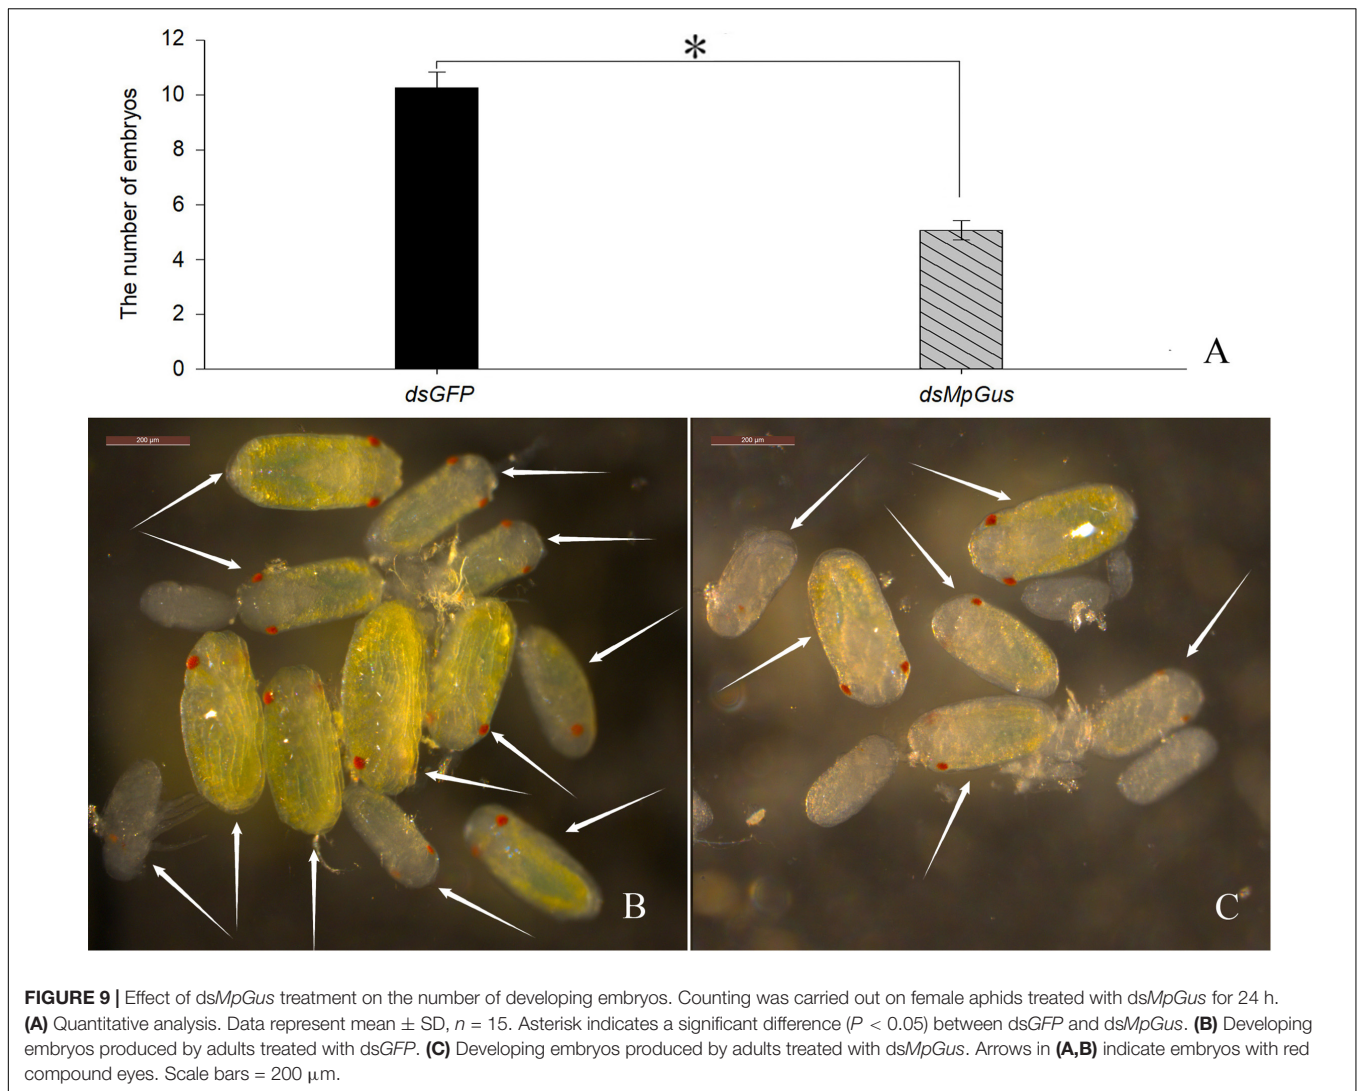 12
10
8
6
4
2
0
The number of embryos
*
A
dsGFP
dsMpGus
200 µm
200 µm
B
C
FIGURE 9 | Effect of dsMpGus treatment on the number of developing embryos. Counting was carried out on female aphids treated with dsMpGus for 24 h.
(A) Quantitative analysis. Data represent mean ± SD, n = 15. Asterisk indicates a significant difference (P < 0.05) between dsGFP and dsMpGus. (B) Developing
embryos produced by adults treated with dsGFP. (C) Developing embryos produced by adults treated with dsMpGus. Arrows in (A,B) indicate embryos with red
compound eyes. Scale bars = 200 µm.